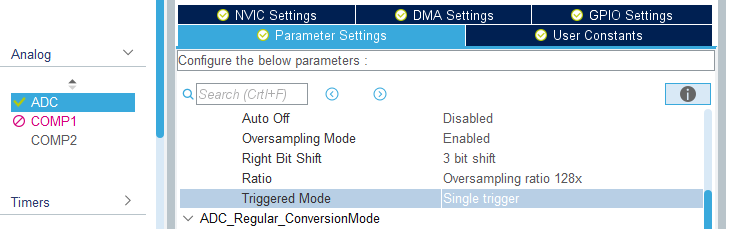 NVIC Settings
DMA Settings
GPIO Settings
Parameter Settings
User Constants
Configure the below parameters :
Search (Crtl+F)
Analog
ADC
COMP1
COMP2
Timers
Auto Off Disabled
Oversampling Mode Enabled
Right Bit Shift 3 bit shift
Ratio Oversampling ratio 128x
Triggered Mode Single trigger
ADC_Regular_ConversionMode